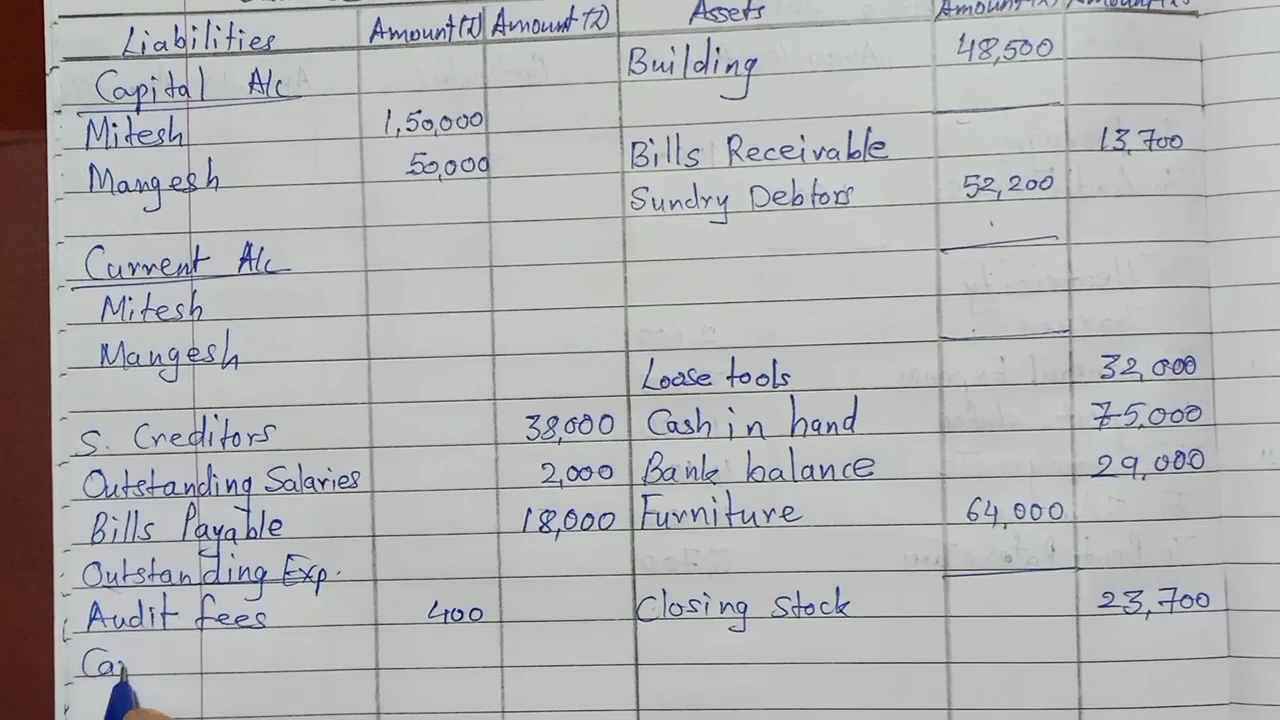 Liabilities Amount(₹) Amount(₹) Assets Amount
Capital A/c Building 48,500
Mitesh 1,50,000
Mangesh 50,000 Bills Receivable 13,700
Sundry Debtors 52,200
Current A/c
Mitesh
Mangesh
Loose tools 32,000
S. Creditors 38,000 Cash in hand 75,000
Outstanding Salaries 2,000 Bank balance 29,000
Bills Payable 18,000 Furniture 64,000
Outstanding Exp.
Audit fees 400 Closing Stock 23,700
Ca